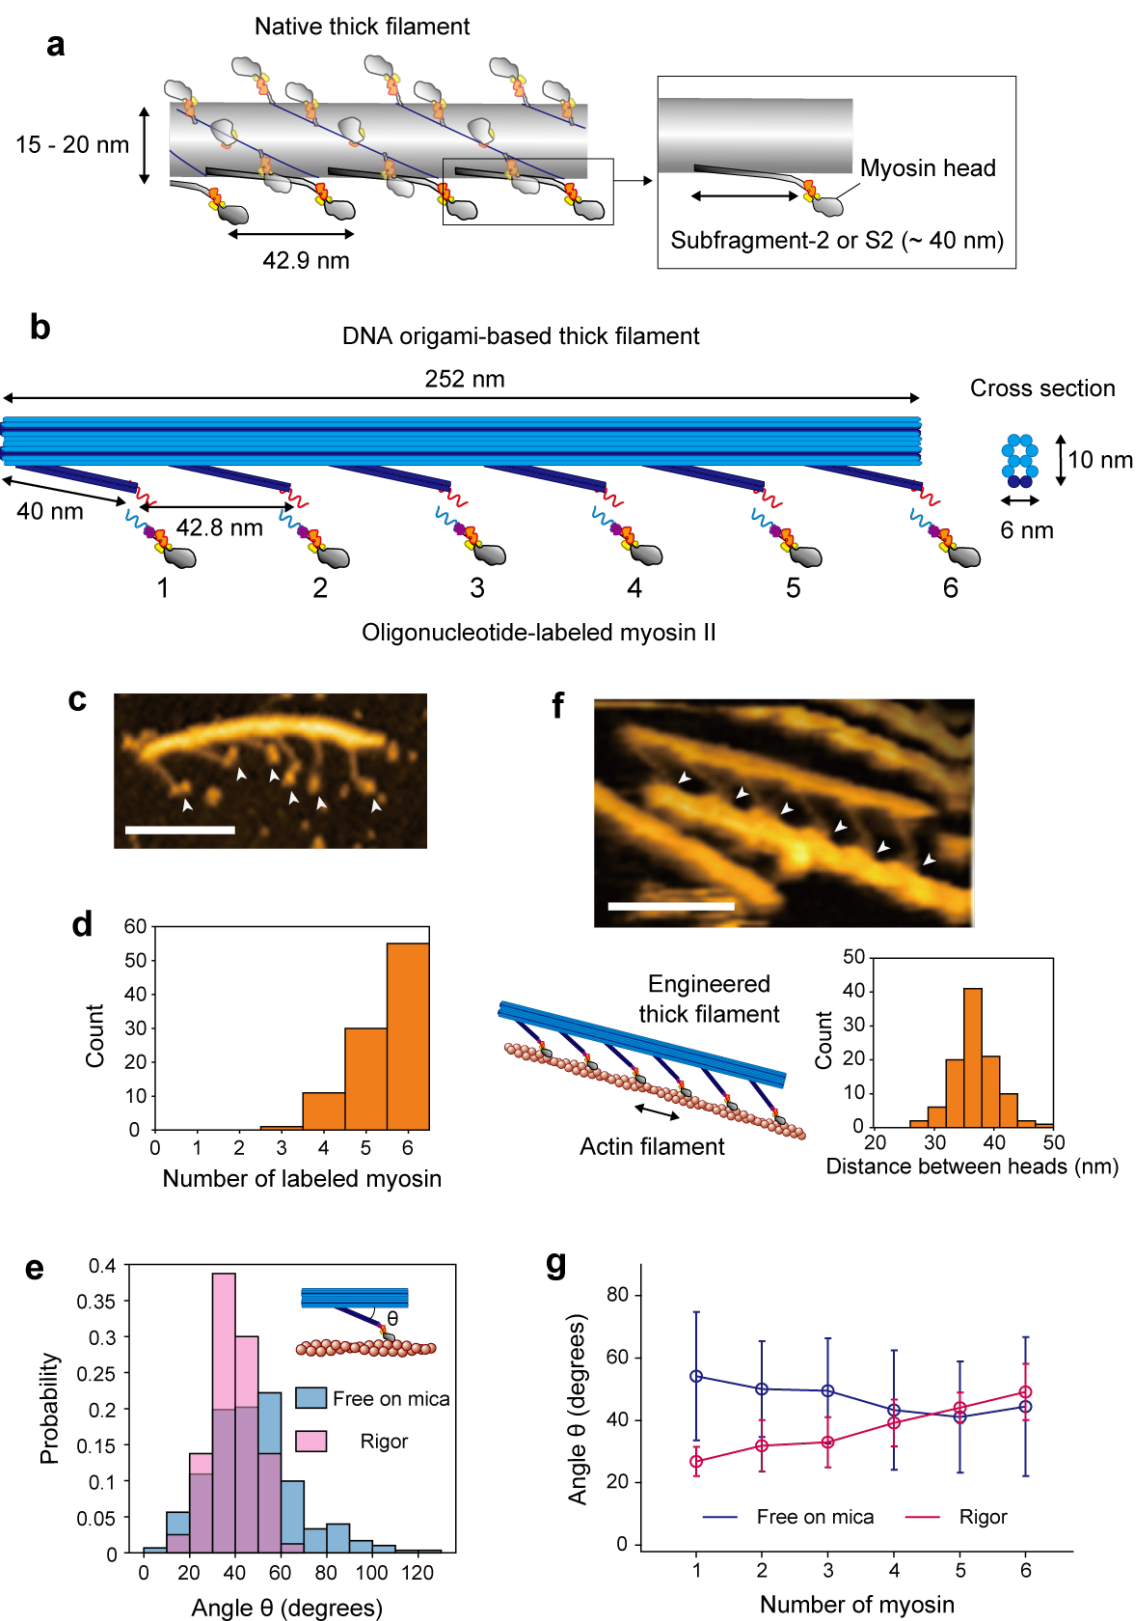 a
Native thick filament
15 - 20 nm
42.9 nm
Myosin head
Subfragment-2 or S2 (~ 40 nm)
b
DNA origami-based thick filament
252 nm
Cross section
10 nm
6 nm
40 nm
42.8 nm
1 2 3 4 5 6
Oligonucleotide-labeled myosin II
c
f
d
60
50
40
30
20
10
0
Count
0 1 2 3 4 5 6
Number of labeled myosin
Engineered
thick filament
Actin filament
50
40
30
20
10
0
Count
20 30 40 50
Distance between heads (nm)
e
0.4
0.35
0.3
0.25
0.2
0.15
0.1
0.05
0
Probability
θ
Free on mica
Rigor
0 20 40 60 80 100 120
Angle θ (degrees)
g
80
60
40
20
0
Angle θ (degrees)
Free on mica Rigor
1 2 3 4 5 6
Number of myosin